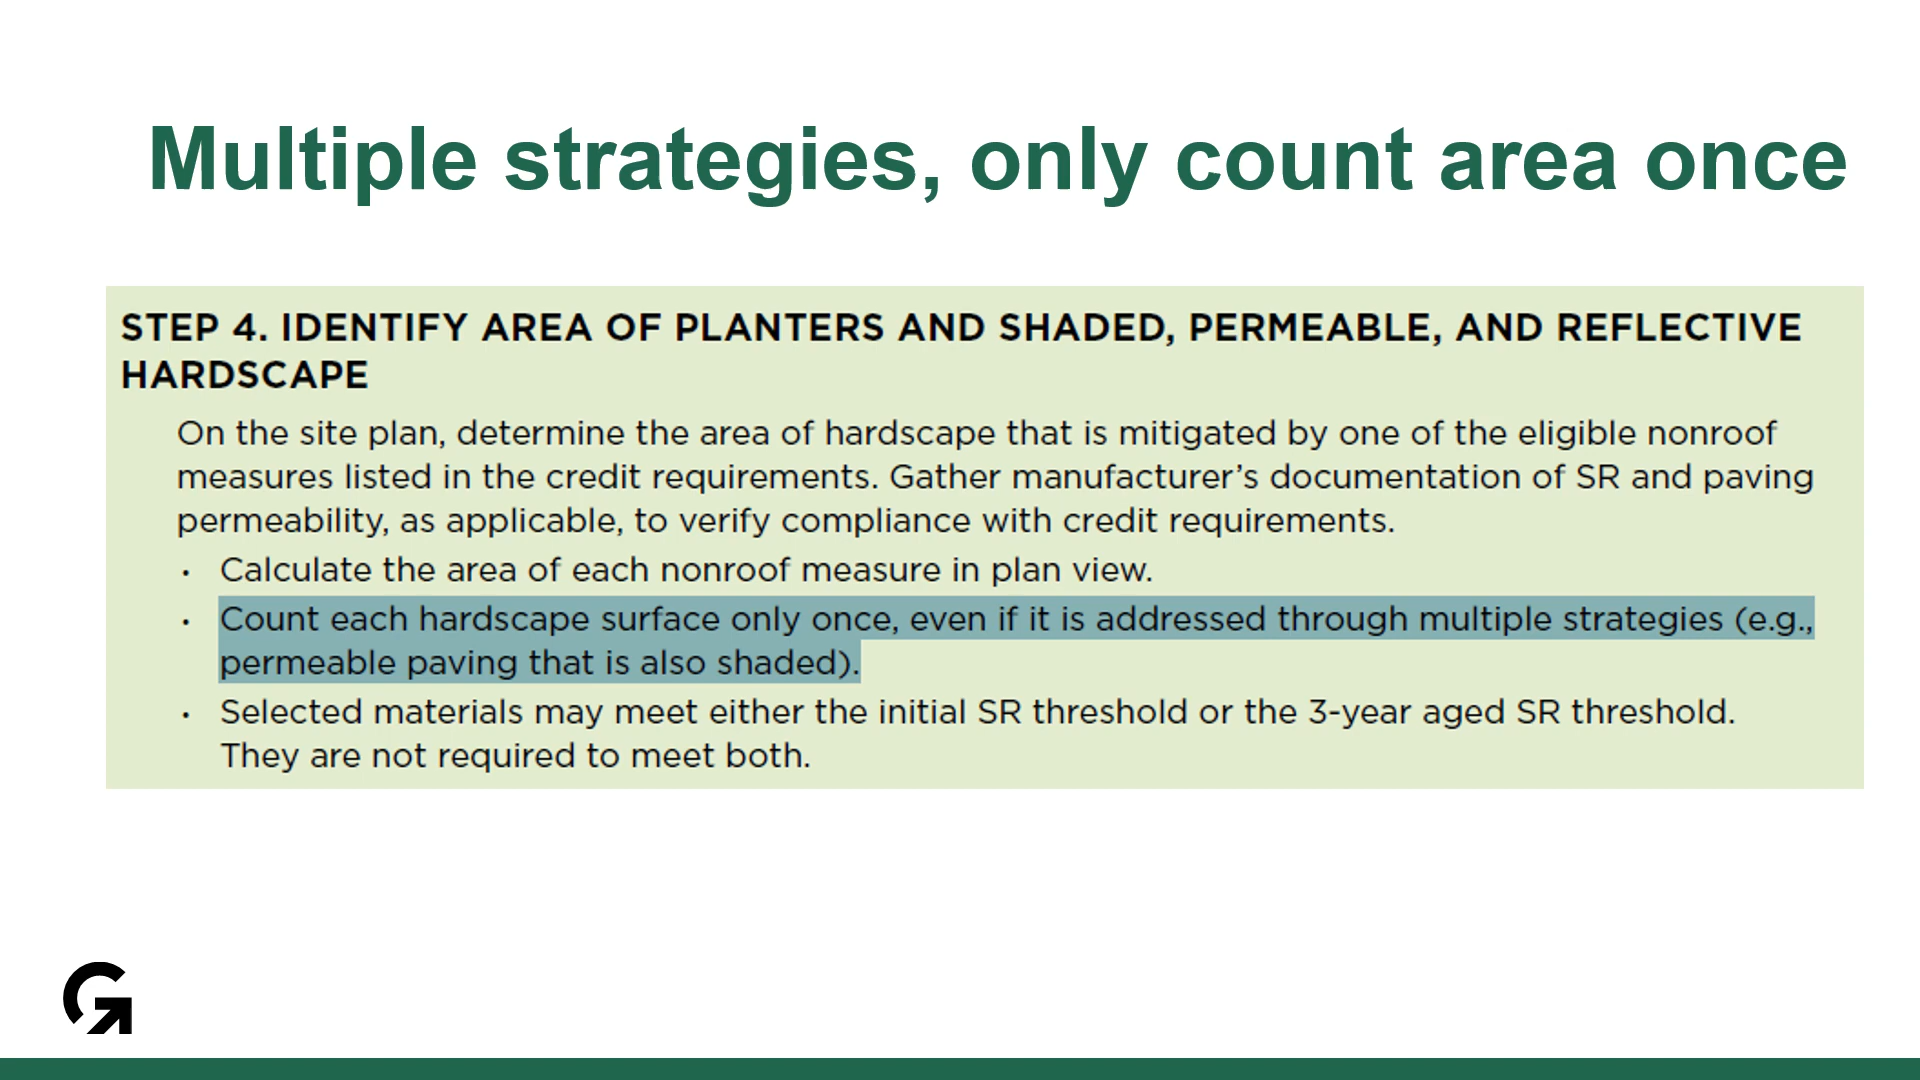 Multiple strategies, only count area once
STEP 4. IDENTIFY AREA OF PLANTERS AND SHADED, PERMEABLE, AND REFLECTIVE
HARDSCAPE
On the site plan, determine the area of hardscape that is mitigated by one of the eligible nonroof
measures listed in the credit requirements. Gather manufacturer’s documentation of SR and paving
permeability, as applicable, to verify compliance with credit requirements.
· Calculate the area of each nonroof measure in plan view.
· Count each hardscape surface only once, even if it is addressed through multiple strategies (e.g.,
permeable paving that is also shaded).
· Selected materials may meet either the initial SR threshold or the 3-year aged SR threshold.
They are not required to meet both.